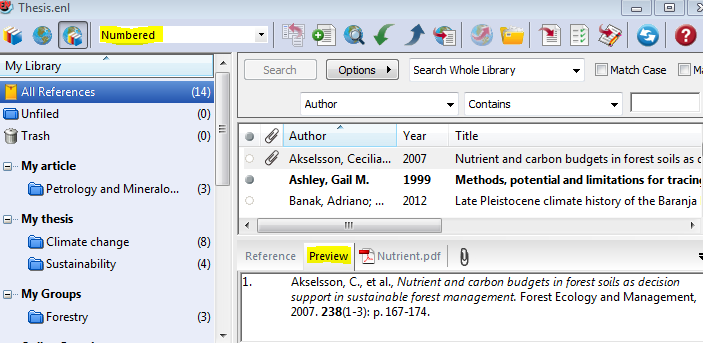 Thesis.enl
Numbered
My Library
All References (14)
Unfiled (0)
Trash (0)
My article
Petrology and Mineralo... (3)
My thesis
Climate change (8)
Sustainability (4)
My Groups
Forestry (3)
Search Options Search Whole Library Match Case
Author Contains
Author Year Title
Akselsson, Cecilia... 2007 Nutrient and carbon budgets in forest soils as
Ashley, Gail M. 1999 Methods, potential and limitations for tracing
Banak, Adriano; ... 2012 Late Pleistocene climate history of the Baranja
Reference Preview Nutrient.pdf
1. Akselsson, C., et al., Nutrient and carbon budgets in forest soils as decision
support in sustainable forest management. Forest Ecology and Management,
2007. 238(1-3): p. 167-174.